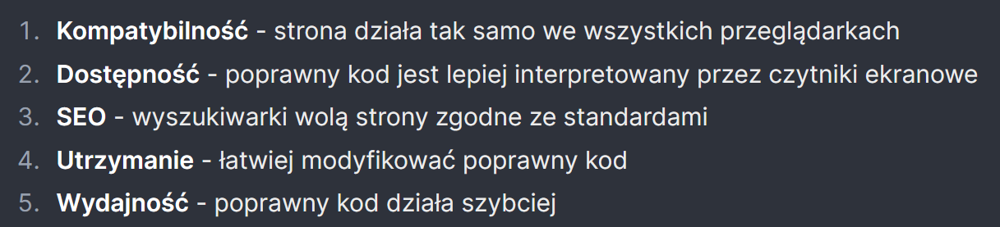 1. Kompatybilność - strona działa tak samo we wszystkich przeglądarkach
2. Dostępność - poprawny kod jest lepiej interpretowany przez czytniki ekranowe
3. SEO - wyszukiwarki wolą strony zgodne ze standardami
4. Utrzymanie - łatwiej modyfikować poprawny kod
5. Wydajność - poprawny kod działa szybciej